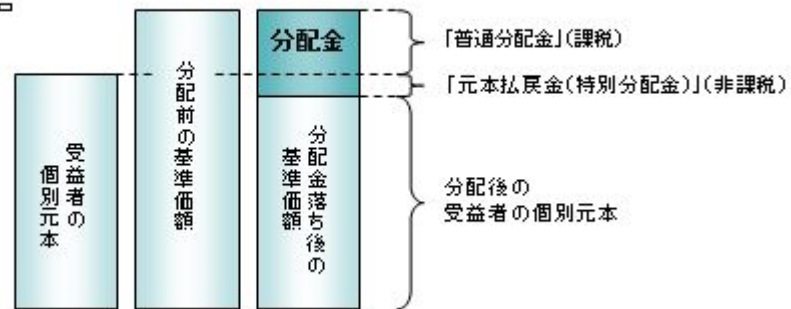 受益者の
個別元本
分配前の基準価額
分配金
分配金落ち後の
基準価額
「普通分配金」(課税)
「元本払戻金(特別分配金)」(非課税)
分配後の
受益者の個別元本